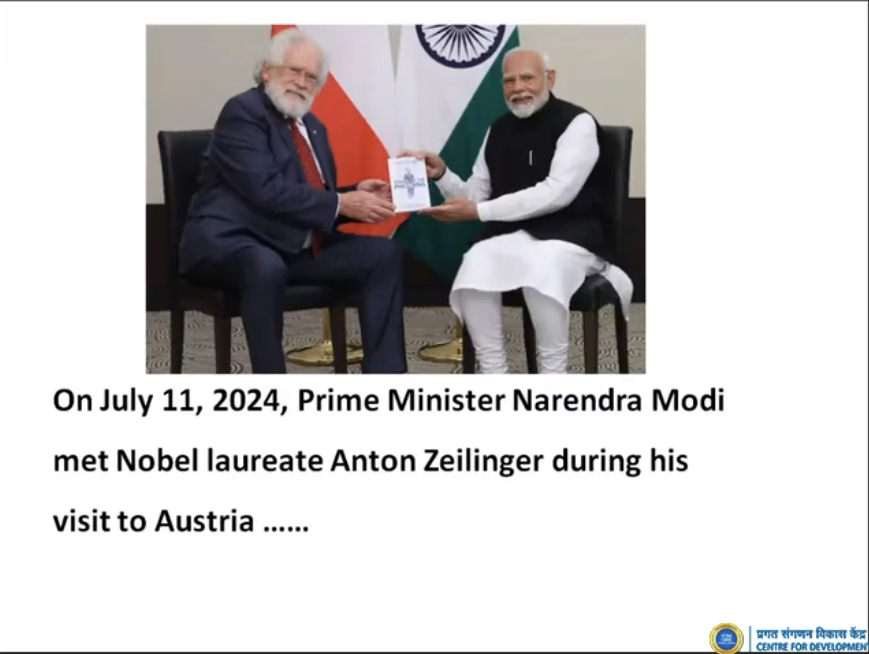 On July 11, 2024, Prime Minister Narendra Modi
met Nobel laureate Anton Zeilinger during his
visit to Austria ......
प्रगत संगणन विकास केंद्र
CENTRE FOR DEVELOPMEN